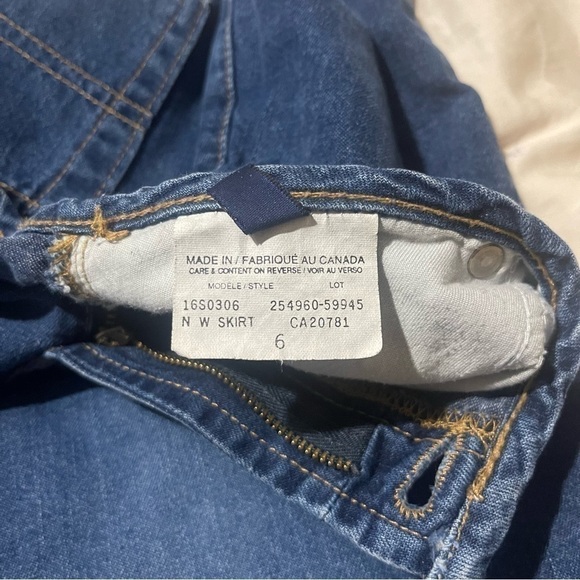 MADE IN / FABRIQUÉ AU CANADA
CARE & CONTENT ON REVERSE / VOIR AU VERSO
MODELE / STYLE LOT
16S0306 254960-59945
N W SKIRT CA20781
6